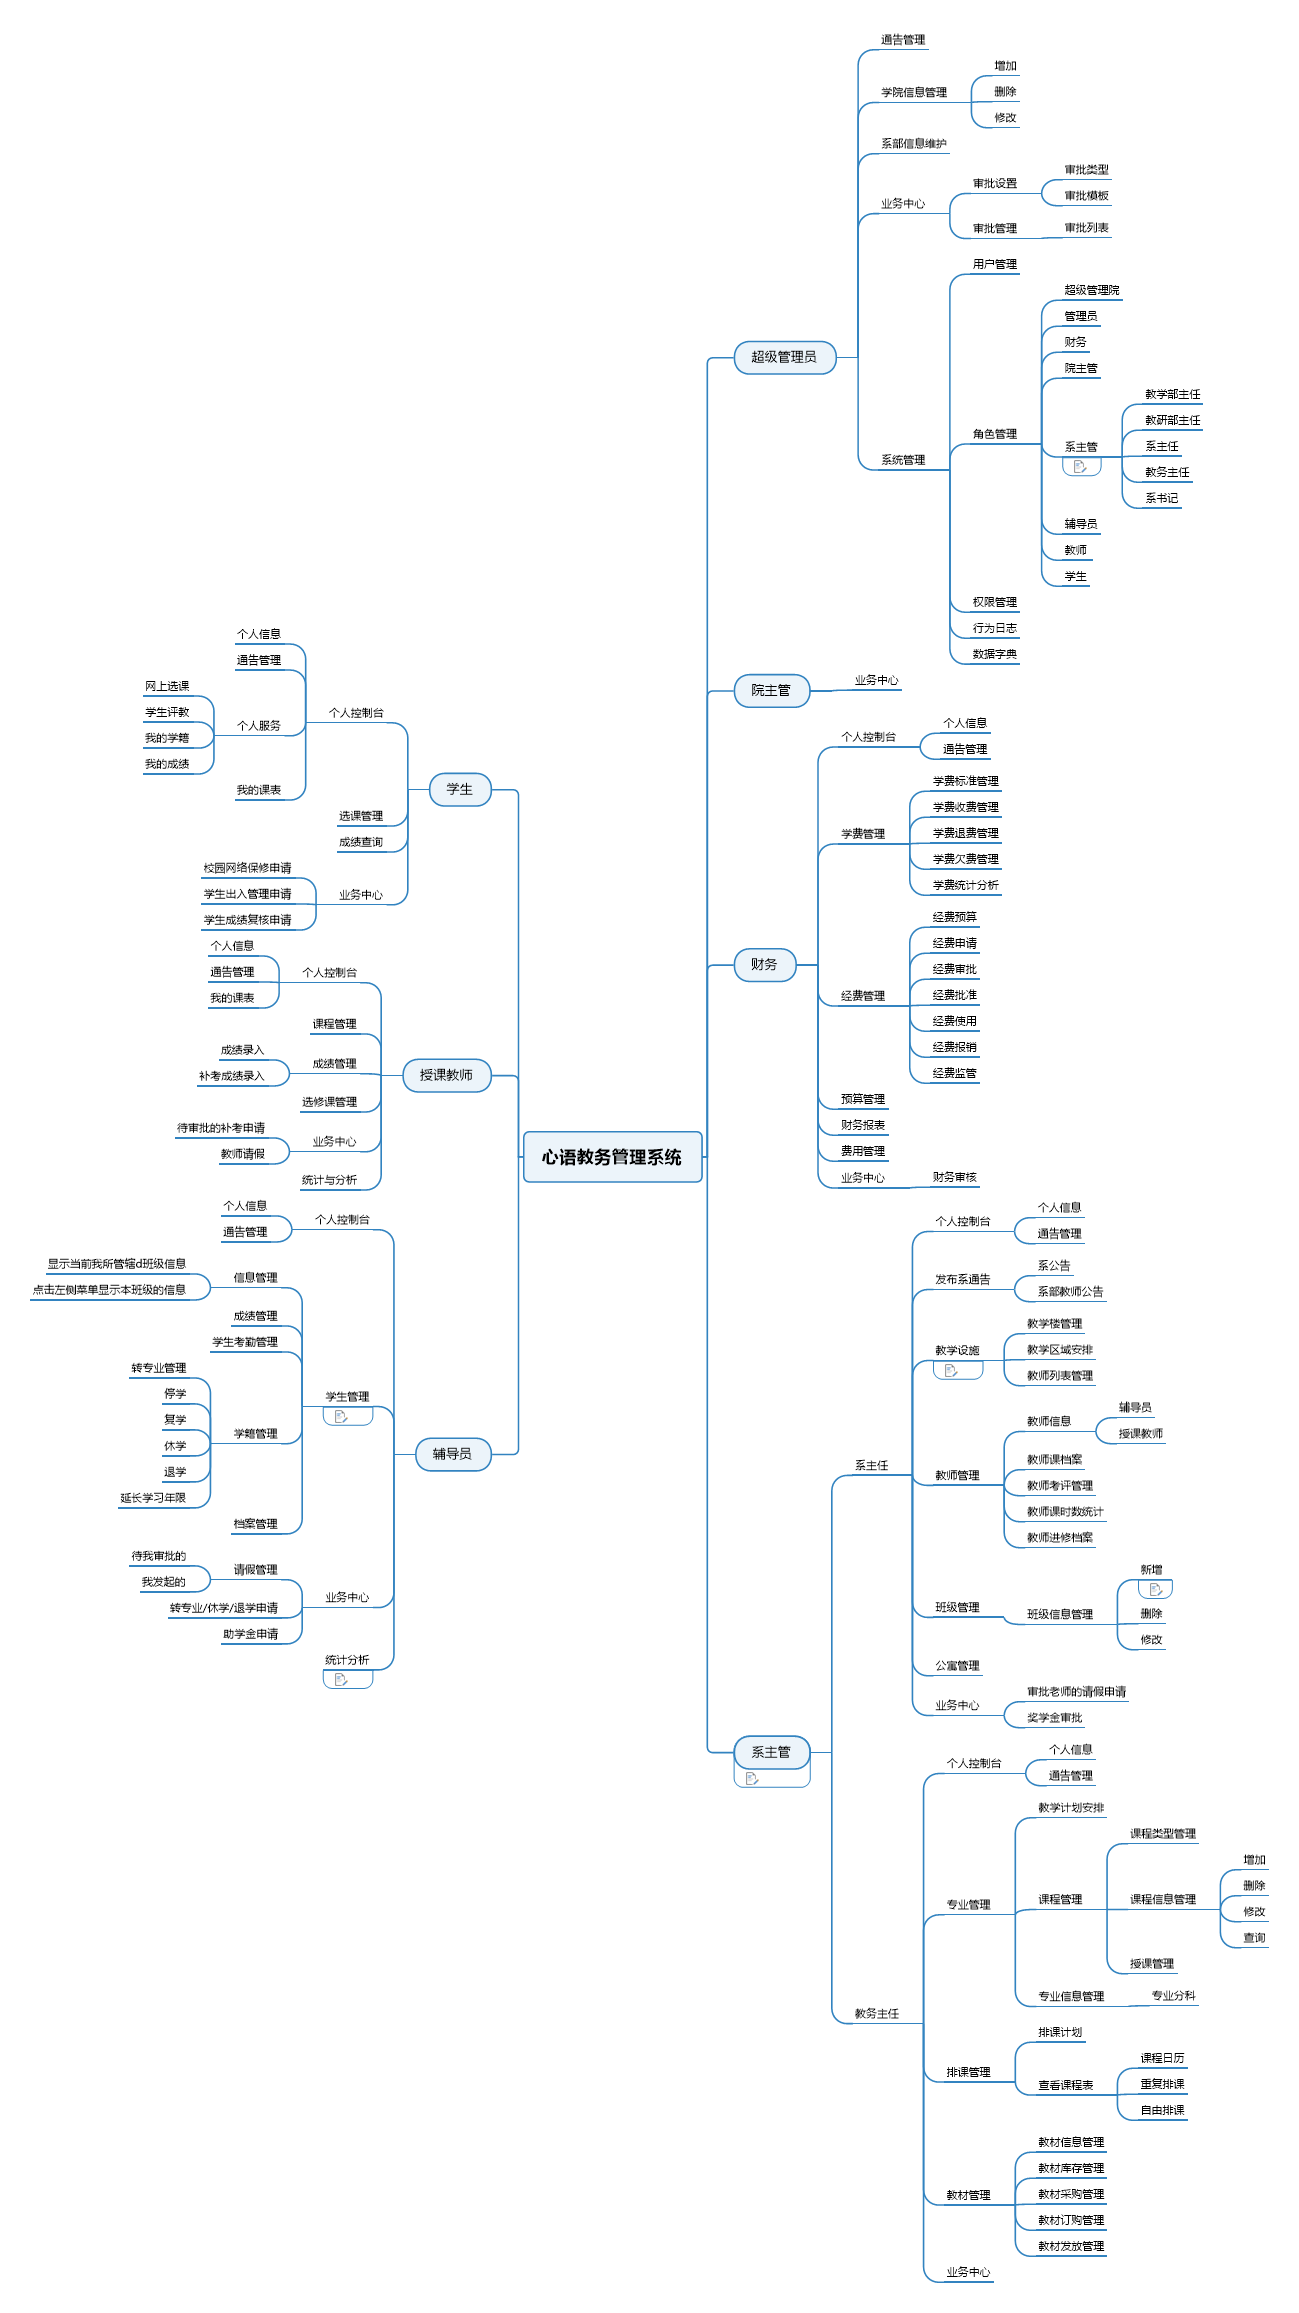 心语教务管理系统
超级管理员
通告管理
学院信息管理
增加
删除
修改
系部信息维护
业务中心
审批设置
审批类型
审批模板
审批管理
审批列表
系统管理
用户管理
角色管理
超级管理院
管理员
财务
院主管
系主管
教学部主任
教研部主任
系主任
教务主任
系书记
辅导员
教师
学生
权限管理
行为日志
数据字典
院主管
业务中心
财务
个人控制台
个人信息
通告管理
学费管理
学费标准管理
学费收费管理
学费退费管理
学费欠费管理
学费统计分析
经费管理
经费预算
经费申请
经费审批
经费批准
经费使用
经费报销
经费监管
预算管理
财务报表
费用管理
业务中心
财务审核
系主管
系主任
个人控制台
个人信息
通告管理
发布系通告
系公告
系部教师公告
教学设施
教学楼管理
教学区域安排
教师列表管理
教师管理
教师信息
辅导员
授课教师
教师课档案
教师考评管理
教师课时数统计
教师进修档案
班级管理
班级信息管理
新增
删除
修改
公寓管理
业务中心
审批老师的请假申请
奖学金审批
教务主任
个人控制台
个人信息
通告管理
专业管理
教学计划安排
课程管理
课程类型管理
课程信息管理
增加
删除
修改
查询
授课管理
专业信息管理
专业分科
排课管理
排课计划
查看课程表
课程日历
重复排课
自由排课
教材管理
教材信息管理
教材库存管理
教材采购管理
教材订购管理
教材发放管理
业务中心
学生
个人控制台
个人信息
通告管理
个人服务
网上选课
学生评教
我的学籍
我的成绩
我的课表
选课管理
成绩查询
业务中心
校园网络保修申请
学生出入管理申请
学生成绩复核申请
授课教师
个人控制台
个人信息
通告管理
我的课表
课程管理
成绩管理
成绩录入
补考成绩录入
选修课管理
业务中心
待审批的补考申请
教师请假
统计与分析
辅导员
个人控制台
个人信息
通告管理
学生管理
信息管理
显示当前我所管辖d班级信息
点击左侧菜单显示本班级的信息
成绩管理
学生考勤管理
学籍管理
转专业管理
停学
复学
休学
退学
延长学习年限
档案管理
业务中心
请假管理
待我审批的
我发起的
转专业/休学/退学申请
助学金申请
统计分析